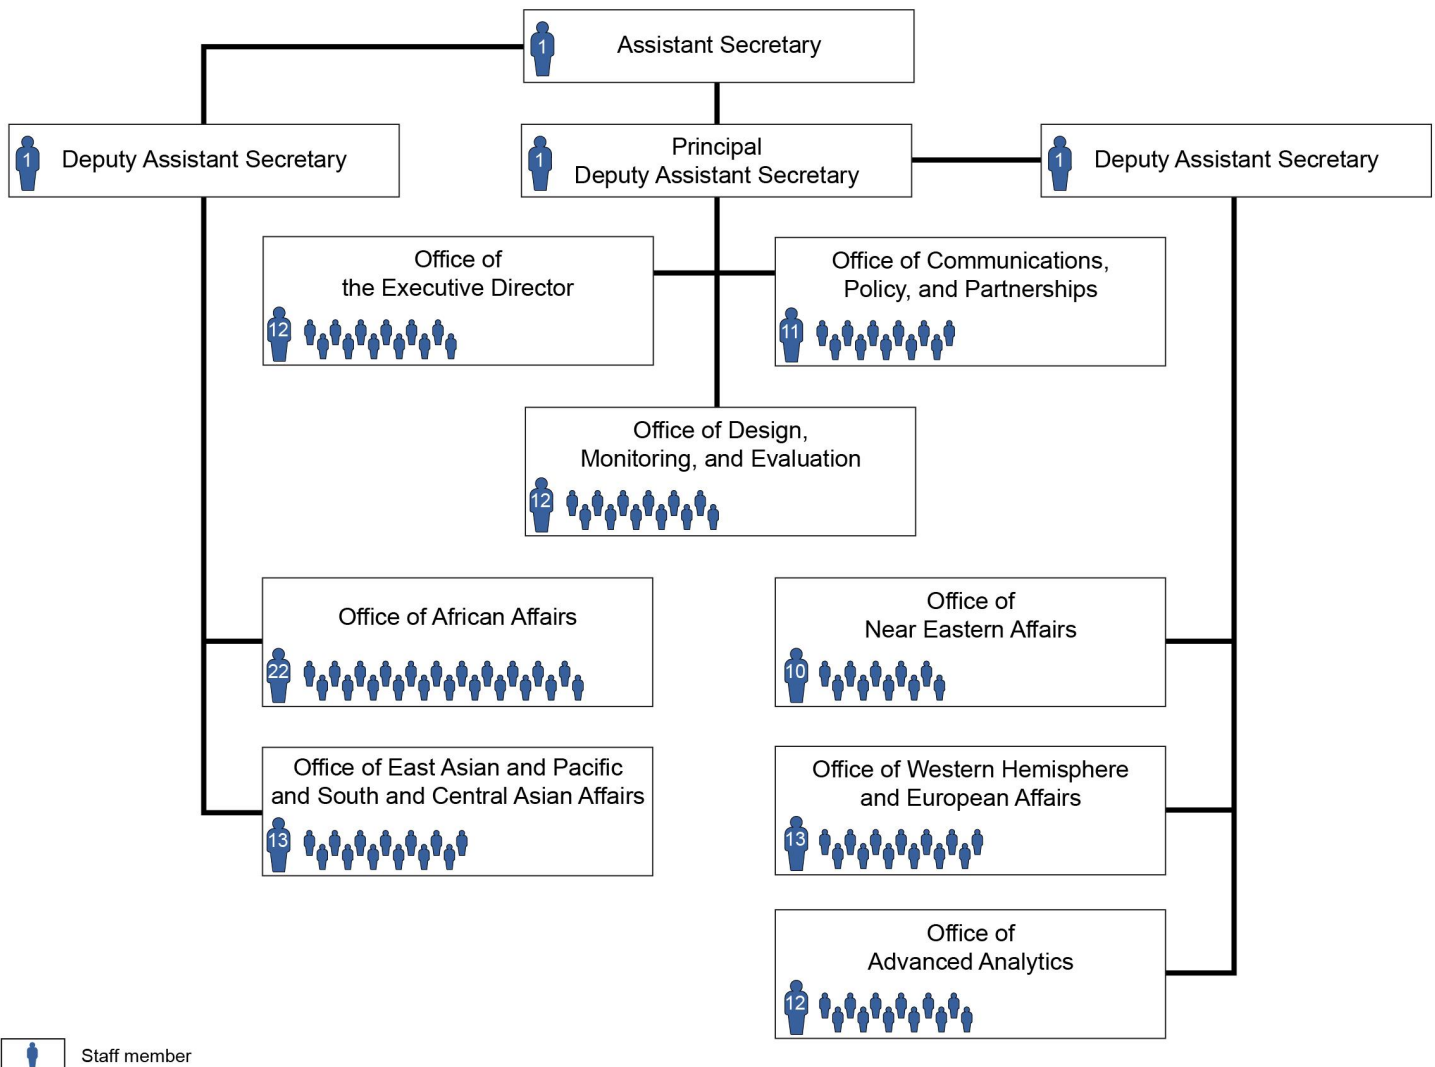 1
Assistant Secretary
1
Deputy Assistant Secretary
1
Principal
Deputy Assistant Secretary
1
Deputy Assistant Secretary
Office of
the Executive Director
12
Office of Communications,
Policy, and Partnerships
11
Office of Design,
Monitoring, and Evaluation
12
Office of African Affairs
22
Office of
Near Eastern Affairs
10
Office of East Asian and Pacific
and South and Central Asian Affairs
13
Office of Western Hemisphere
and European Affairs
13
Office of
Advanced Analytics
12
Staff member